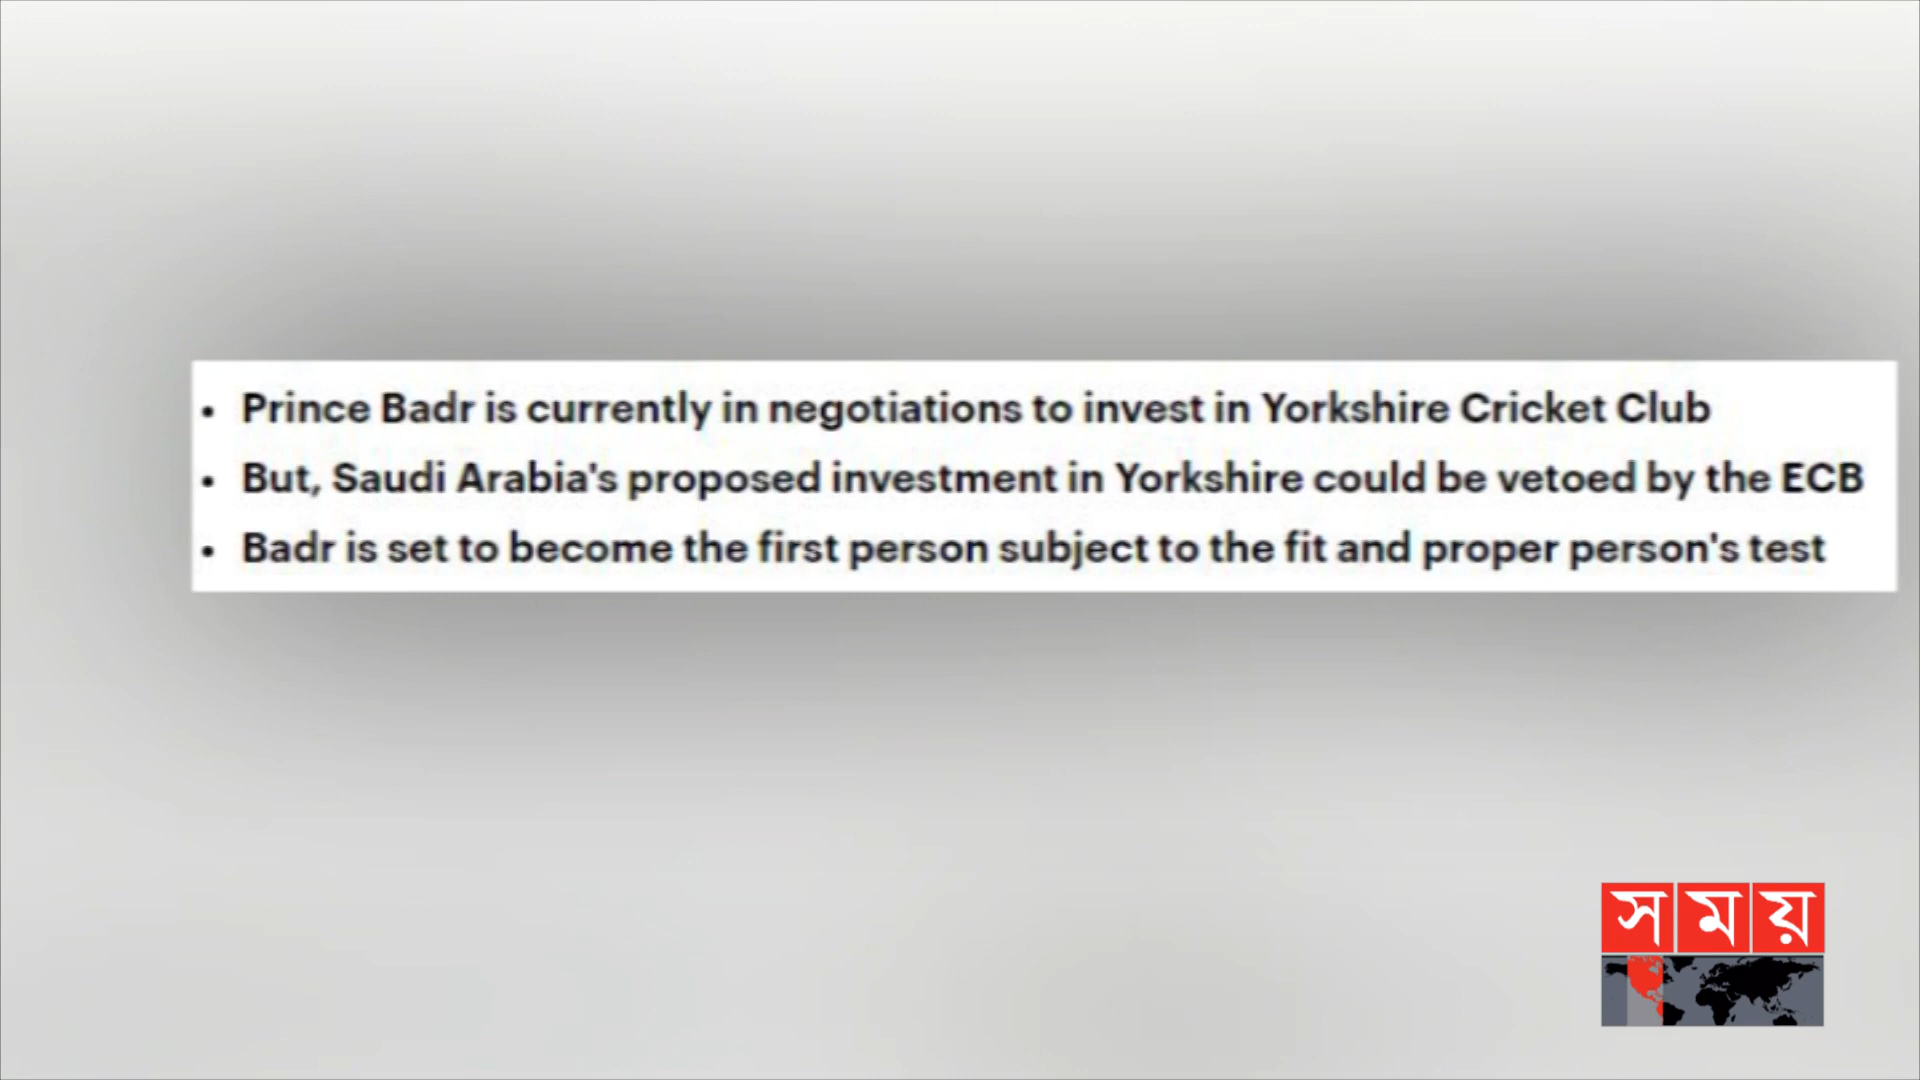 • Prince Badr is currently in negotiations to invest in Yorkshire Cricket Club
• But, Saudi Arabia's proposed investment in Yorkshire could be vetoed by the ECB
• Badr is set to become the first person subject to the fit and proper person's test
সময়